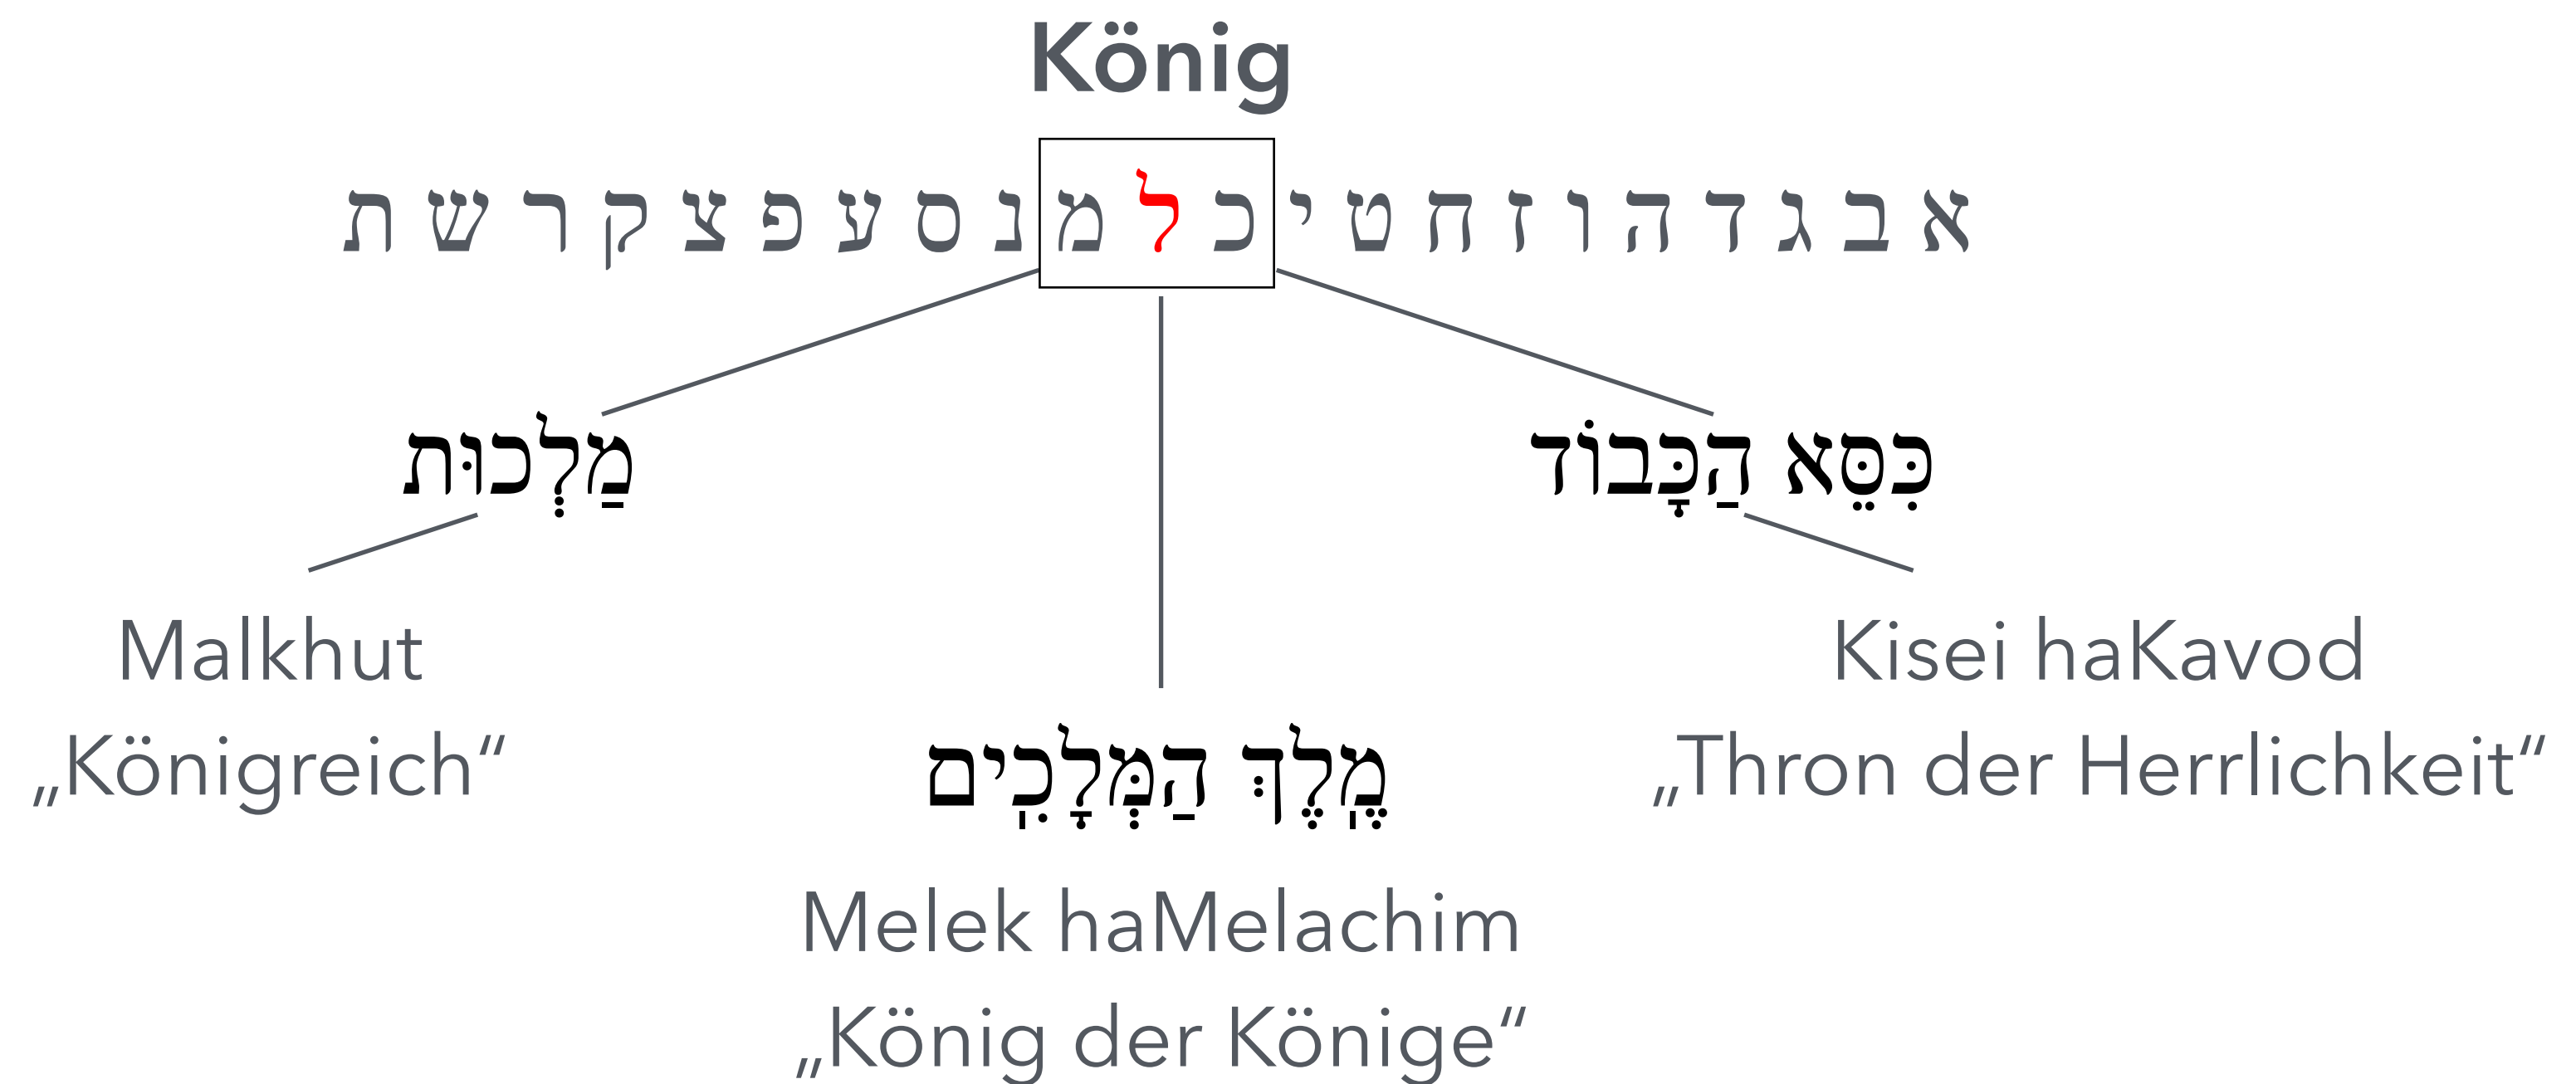 König
א ב ג ד ה ו ז ח ט י כ ל מ נ ס ע פ צ ק ר ש ת
כִּסֵּא הַכָּבוֹד
מַלְכוּת
Kisei haKavod
„Thron der Herrlichkeit“
Malkhut
„Königreich“
מֶֽלֶךְ הַמְּלָכִֽים
Melek haMelachim
„König der Könige“